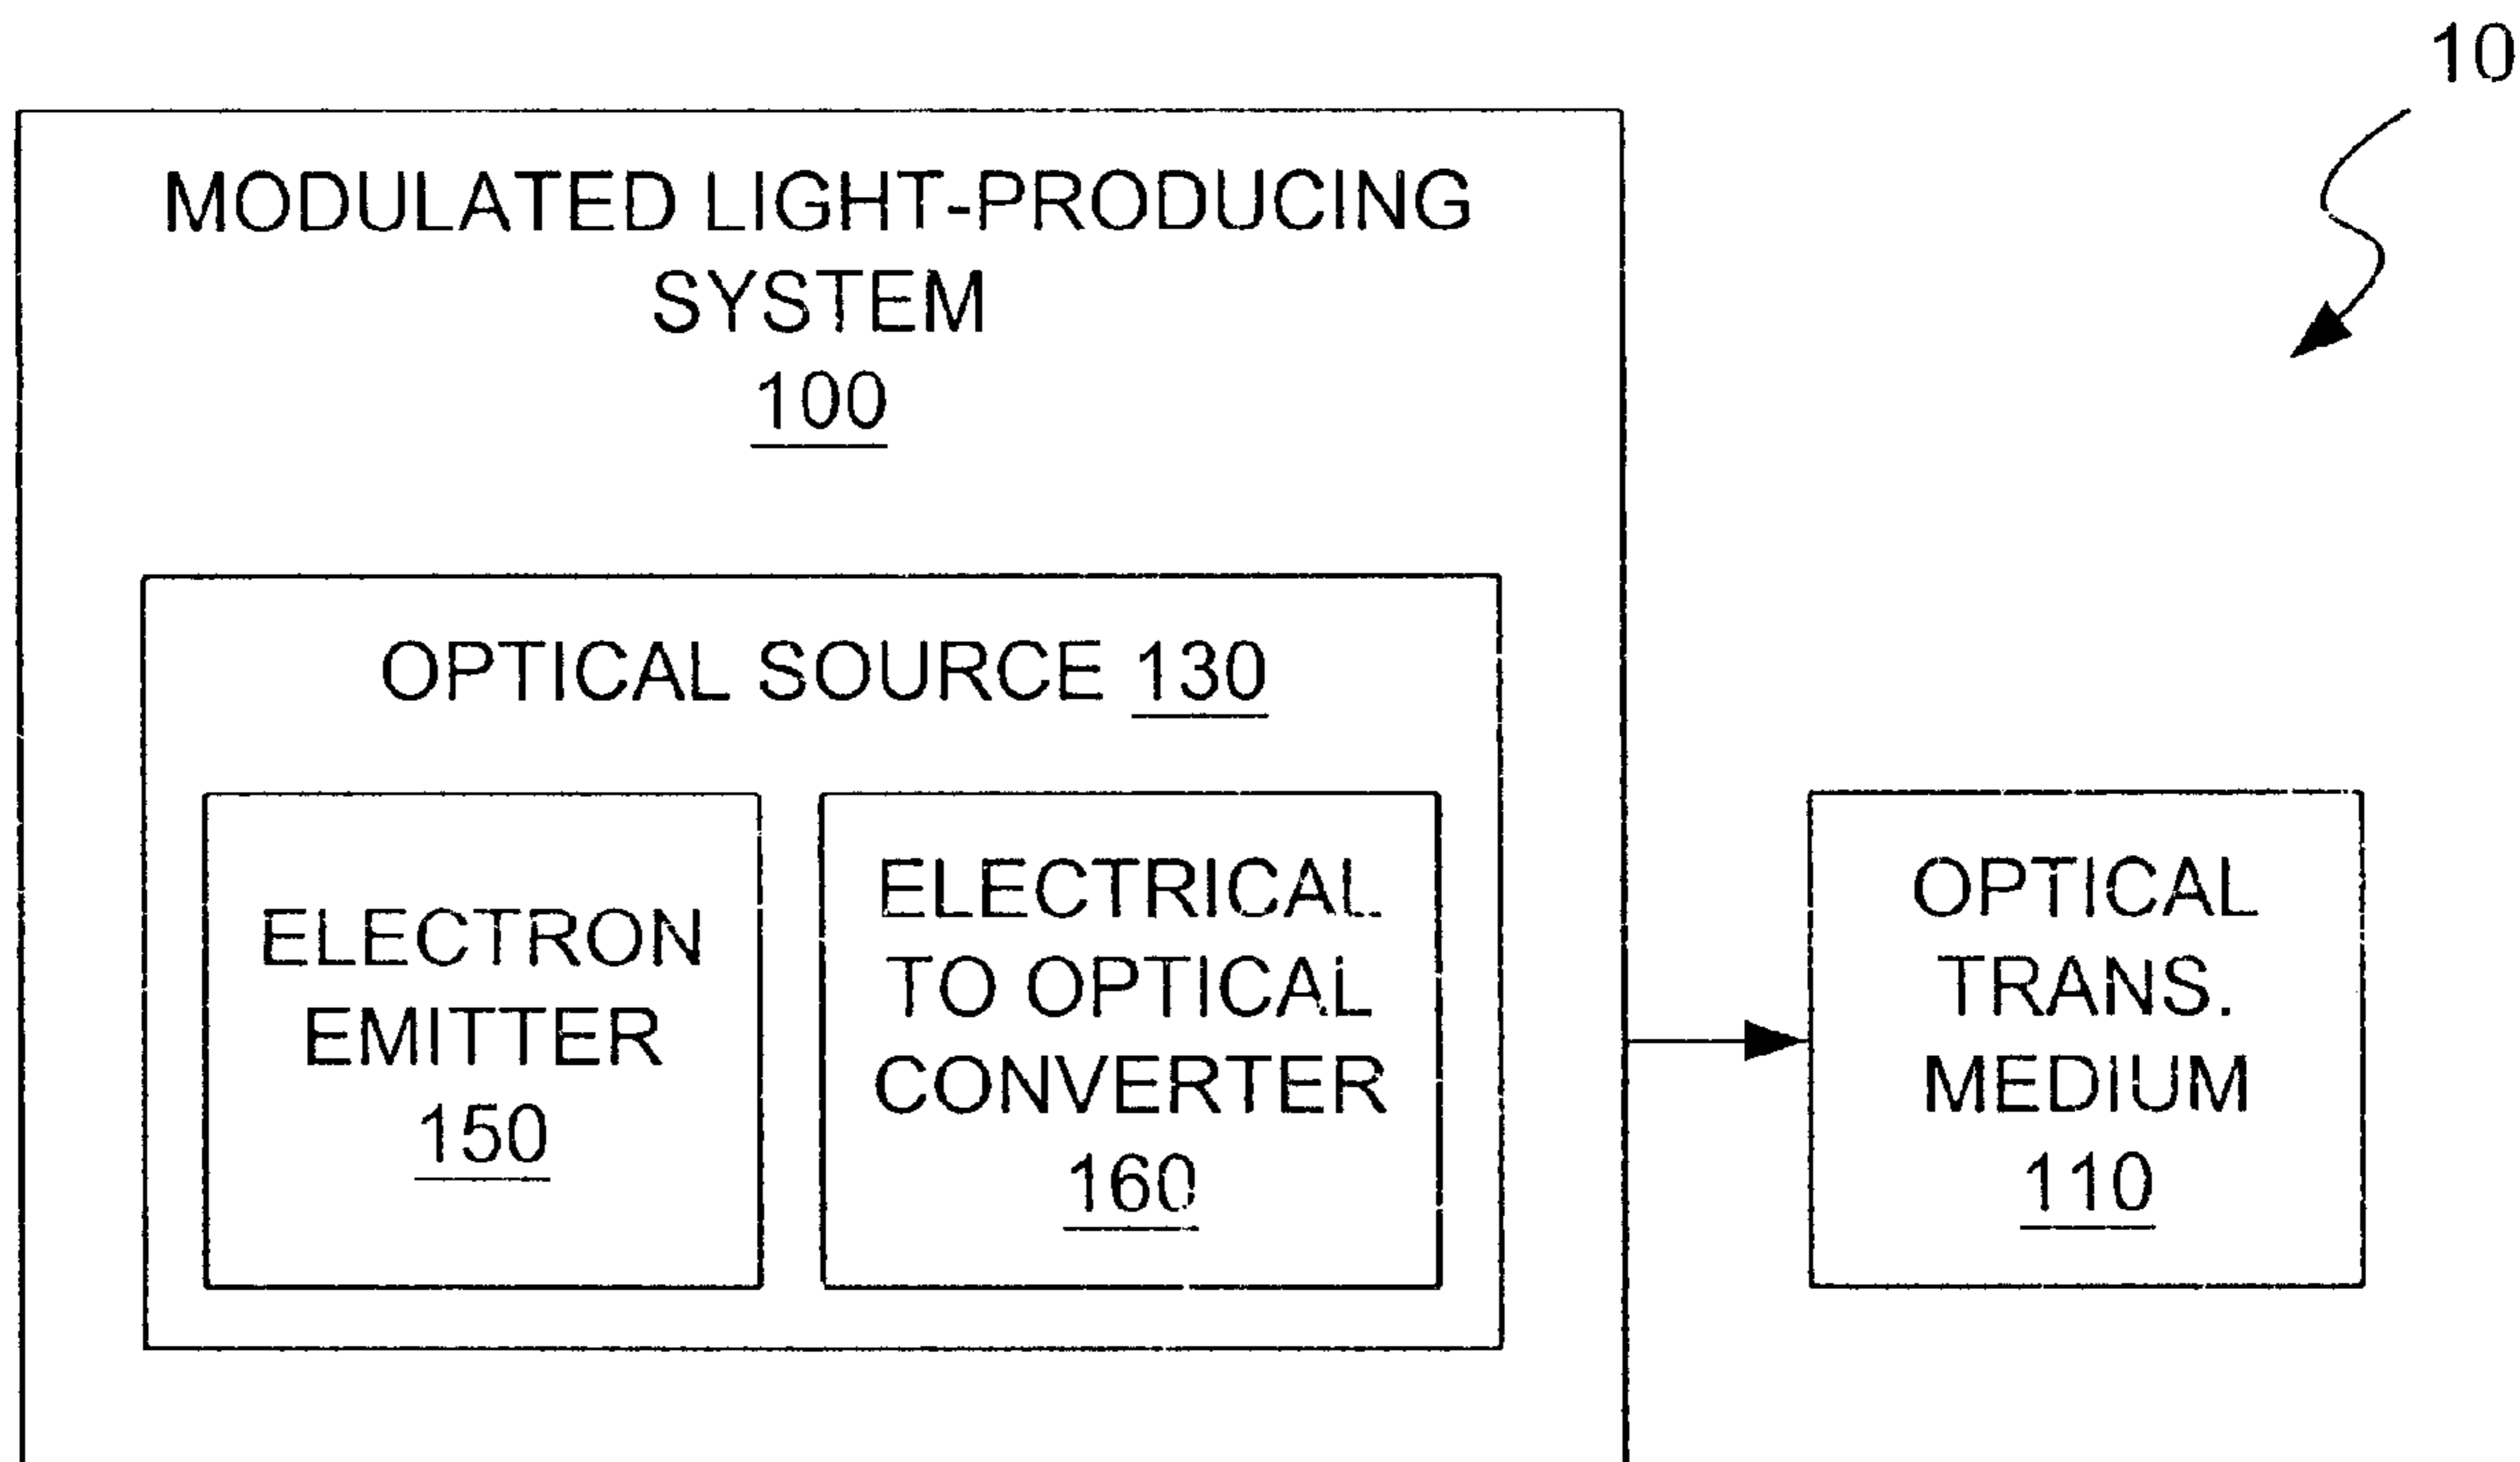 10
MODULATED LIGHT-PRODUCING
SYSTEM
100
OPTICAL SOURCE 130
ELECTRON
EMITTER
150
ELECTRICAL
TO OPTICAL
CONVERTER
160
OPTICAL
TRANS.
MEDIUM
110